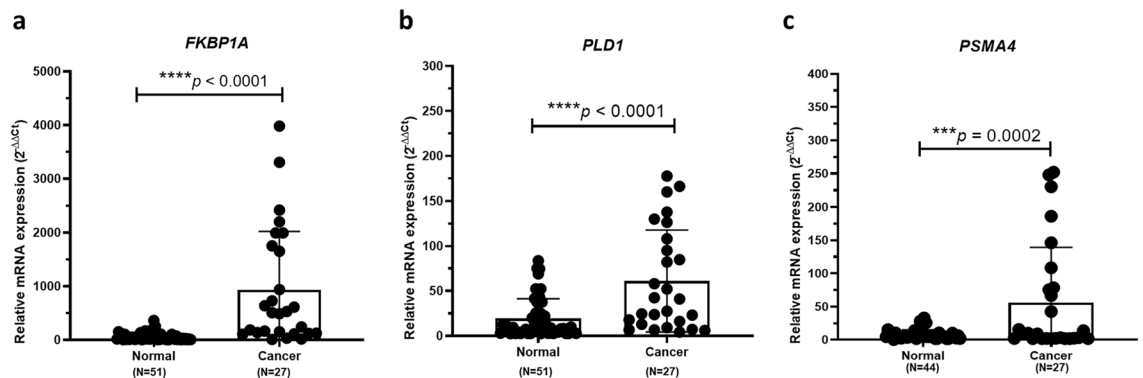 a
FKBP1A
Relative mRNA expression (2^-ΔΔCt)
5000
4000
3000
2000
1000
0
****p < 0.0001
Normal
(N=51)
Cancer
(N=27)
b
PLD1
Relative mRNA expression (2^-ΔΔCt)
300
250
200
150
100
50
25
0
****p < 0.0001
Normal
(N=51)
Cancer
(N=27)
c
PSMA4
Relative mRNA expression (2^-ΔΔCt)
400
350
300
250
200
150
100
50
0
***p = 0.0002
Normal
(N=44)
Cancer
(N=27)